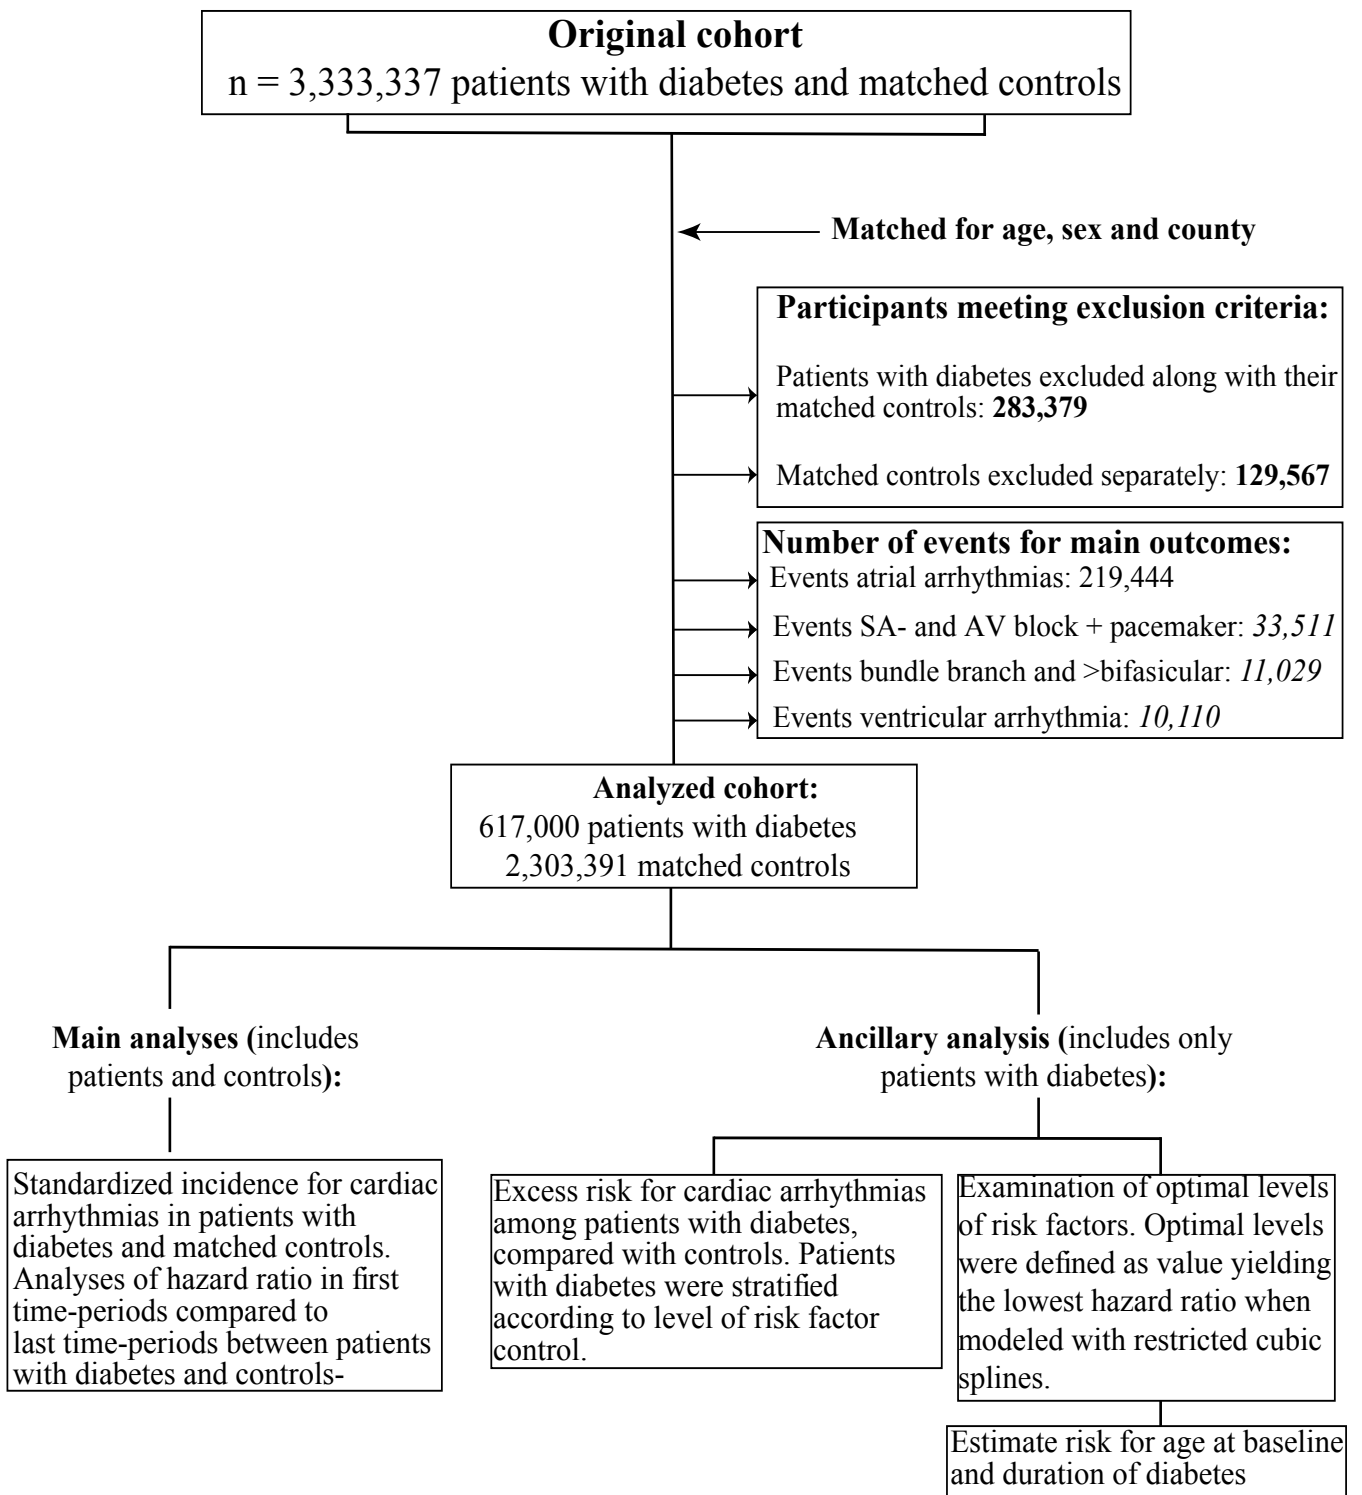 Original cohort
n = 3,333,337 patients with diabetes and matched controls
Matched for age, sex and county
Participants meeting exclusion criteria:
Patients with diabetes excluded along with their
matched controls: 283,379
Matched controls excluded separately: 129,567
Number of events for main outcomes:
Events atrial arrhythmias: 219,444
Events SA- and AV block + pacemaker: 33,511
Events bundle branch and >bifasicular: 11,029
Events ventricular arrhythmia: 10,110
Analyzed cohort:
617,000 patients with diabetes
2,303,391 matched controls
Main analyses (includes
patients and controls):
Ancillary analysis (includes only
patients with diabetes):
Standardized incidence for cardiac
arrhythmias in patients with
diabetes and matched controls.
Analyses of hazard ratio in first
time-periods compared to
last time-periods between patients
with diabetes and controls-
Excess risk for cardiac arrhythmias
among patients with diabetes,
compared with controls. Patients
with diabetes were stratified
according to level of risk factor
control.
Examination of optimal levels
of risk factors. Optimal levels
were defined as value yielding
the lowest hazard ratio when
modeled with restricted cubic
splines.
Estimate risk for age at baseline
and duration of diabetes